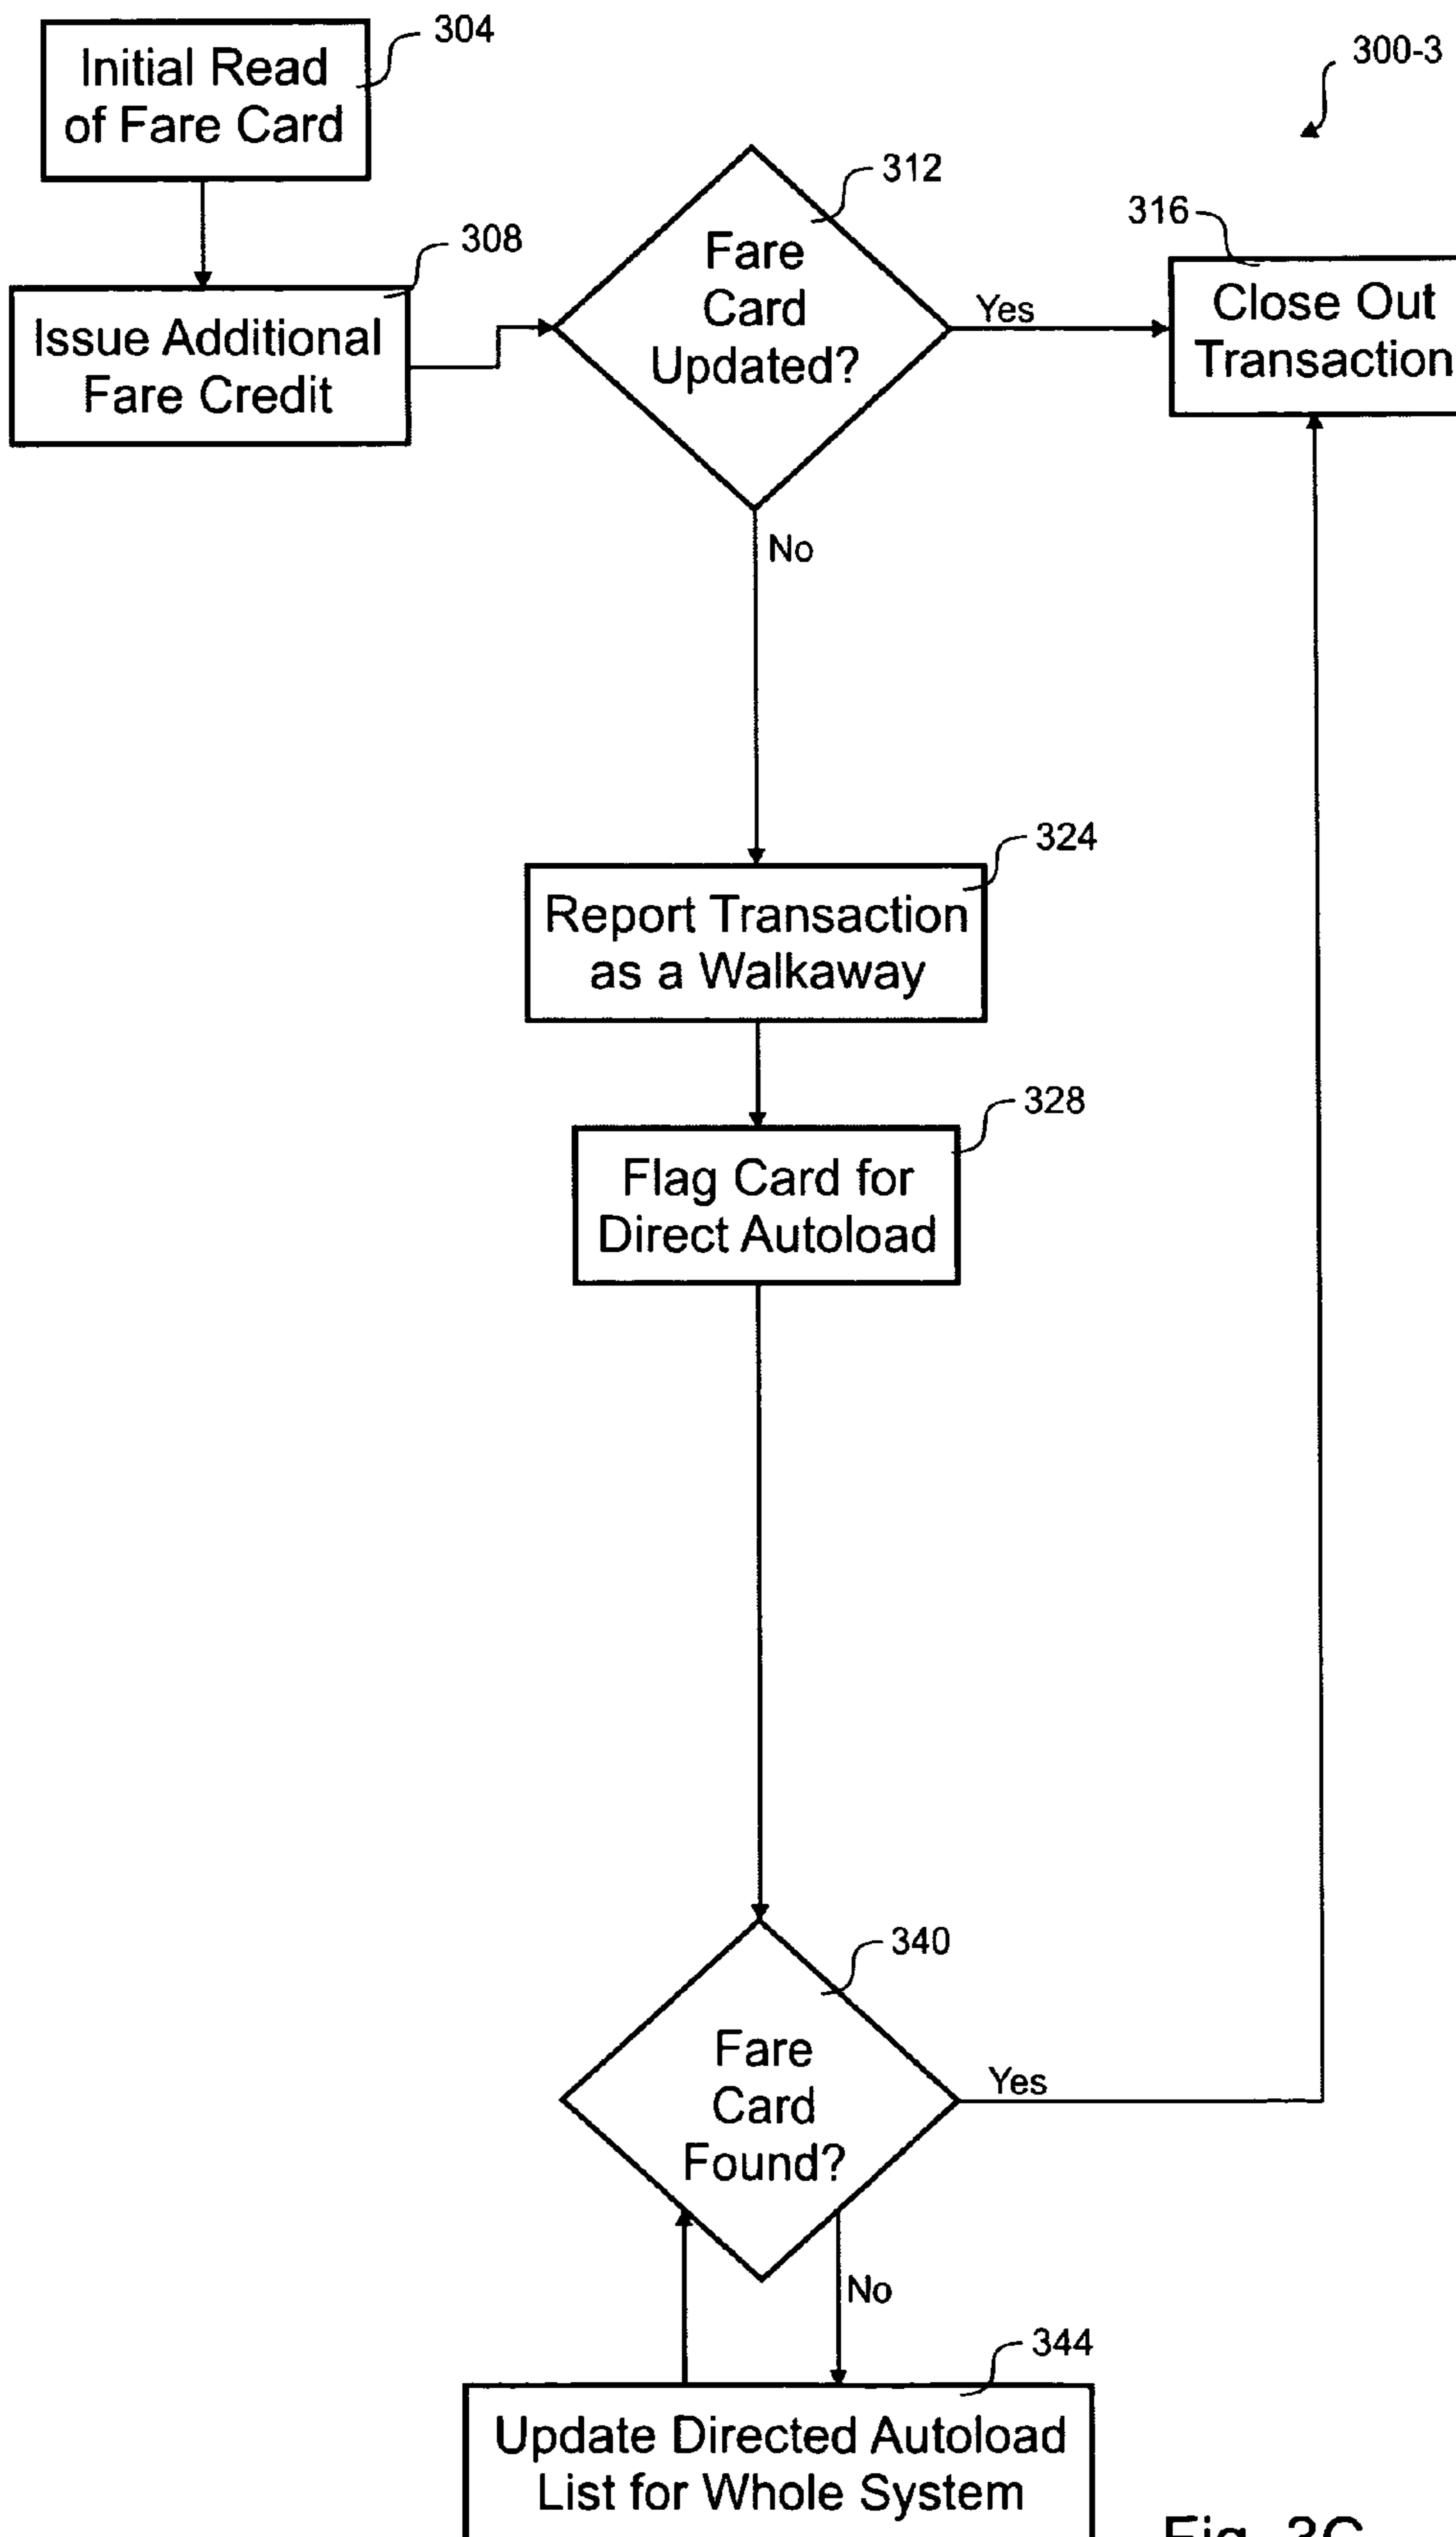 304
300-3
Initial Read
of Fare Card
312
316
308
Fare
Card
Updated?
Yes
Close Out
Transaction
Issue Additional
Fare Credit
No
324
Report Transaction
as a Walkaway
328
Flag Card for
Direct Autoload
340
Fare
Card
Found?
Yes
No
344
Update Directed Autoload
List for Whole System
Fig. 3C